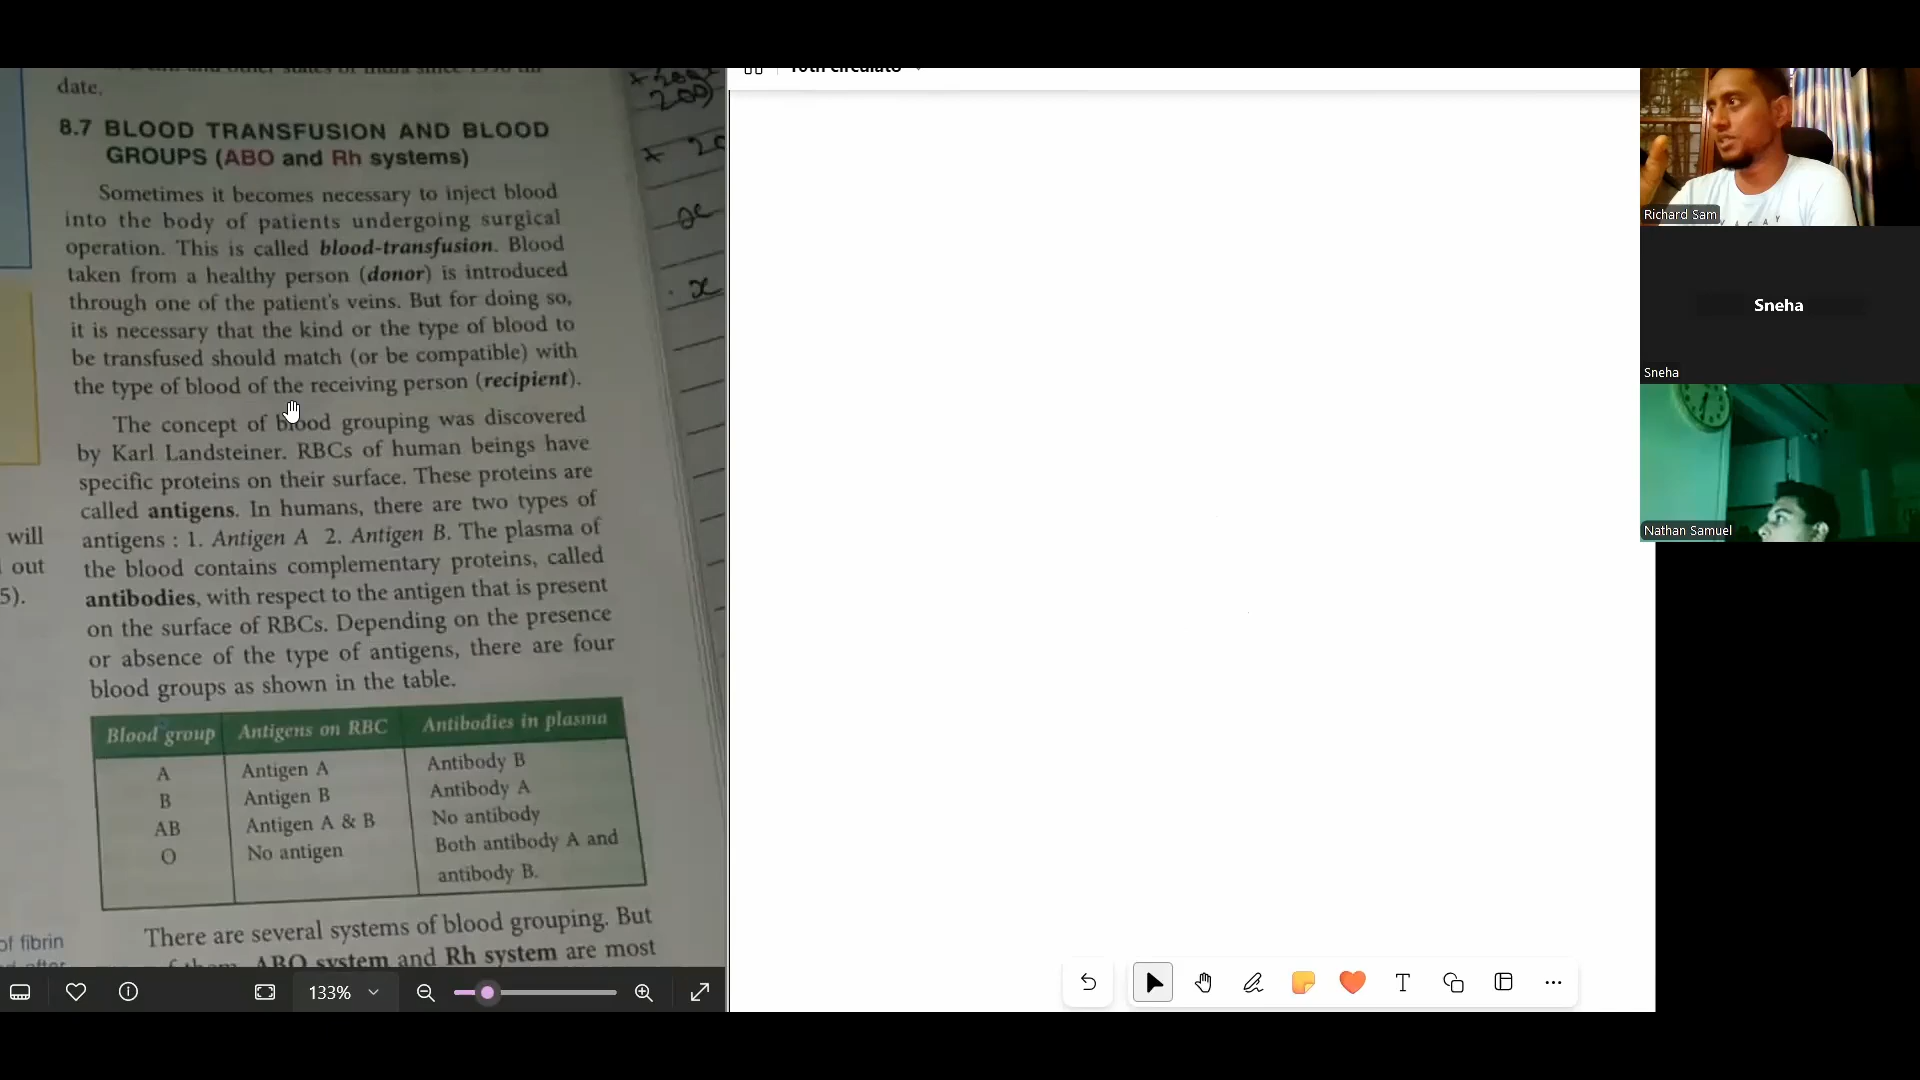 date.
8.7 BLOOD TRANSFUSION AND BLOOD
GROUPS (ABO and Rh systems)
Sometimes it becomes necessary to inject blood
into the body of patients undergoing surgical
operation. This is called blood-transfusion. Blood
taken from a healthy person (donor) is introduced
through one of the patient's veins. But for doing so,
it is necessary that the kind or the type of blood to
be transfused should match (or be compatible) with
the type of blood of the receiving person (recipient).
The concept of blood grouping was discovered
by Karl Landsteiner. RBCs of human beings have
specific proteins on their surface. These proteins are
called antigens. In humans, there are two types of
antigens : 1. Antigen A 2. Antigen B. The plasma of
the blood contains complementary proteins, called
antibodies, with respect to the antigen that is present
on the surface of RBCs. Depending on the presence
or absence of the type of antigens, there are four
blood groups as shown in the table.
Blood group Antigens on RBC Antibodies in plasma
A Antigen A Antibody B
B Antigen B Antibody A
AB Antigen A & B No antibody
O No antigen Both antibody A and
antibody B.
There are several systems of blood grouping. But
ABO system and Rh system are most
will
out
5).
of fibrin
133%
10th circulato
T
Richard Sam
Sneha
Sneha
Nathan Samuel